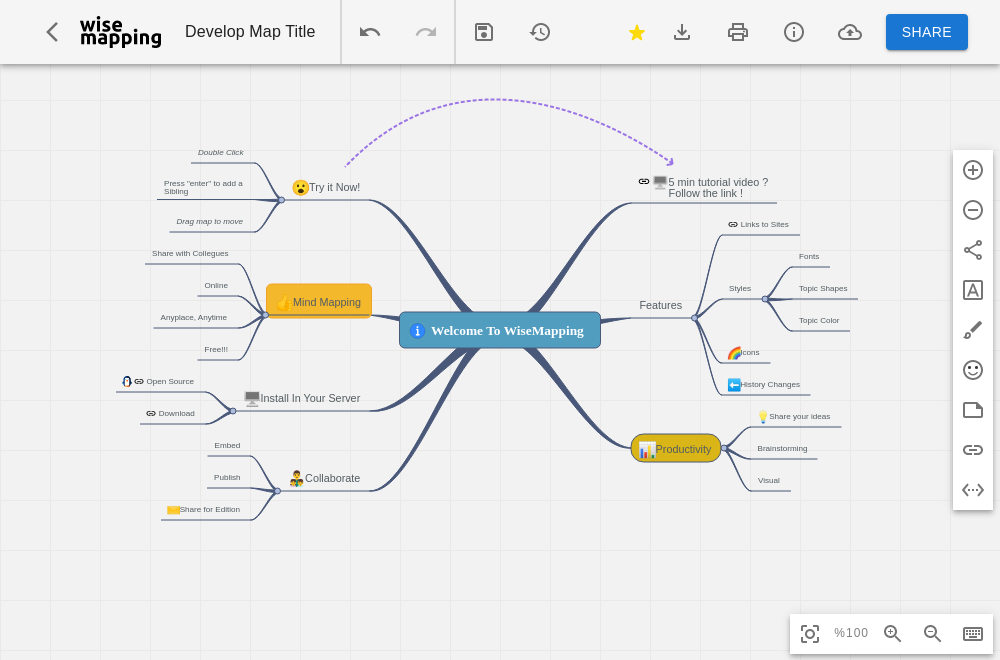 wise
mapping
Develop Map Title
SHARE
Double Click
Press "enter" to add a
Sibling
Drag map to move
Try it Now!
Share with Collegues
Online
Anyplace, Anytime
Free!!!
Mind Mapping
Open Source
Download
Install In Your Server
Embed
Publish
Share for Edition
Collaborate
Welcome To WiseMapping
5 min tutorial video ?
Follow the link !
Features
Links to Sites
Styles
Fonts
Topic Shapes
Topic Color
Icons
History Changes
Productivity
Share your ideas
Brainstorming
Visual
%100